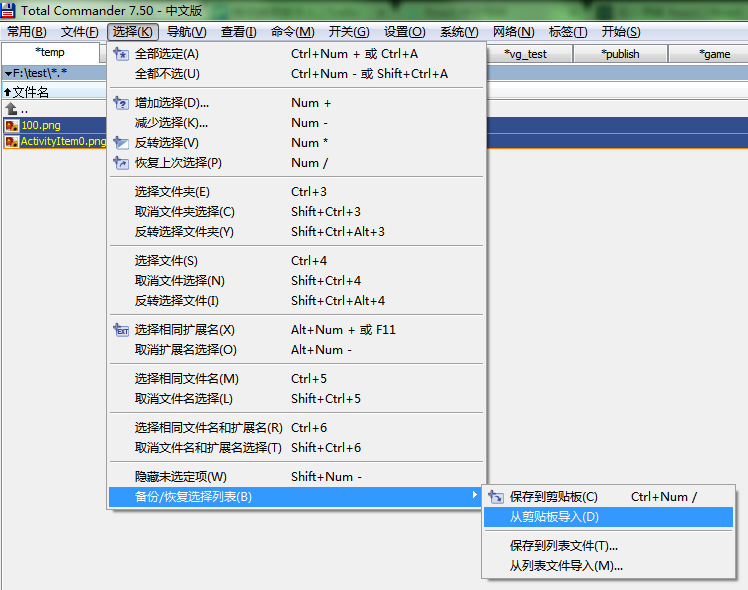 Total Commander 7.50 - 中文版
常用(B) 文件(F) 选择(K) 导航(V) 查看(I) 命令(M) 开关(G) 设置(O) 系统(Y) 网络(N) 标签(T) 开始(S)
*temp *vg_test *publish *game
F:\test\*.*
文件名
..
100.png
ActivityItem0.png
全部选定(A) Ctrl+Num + 或 Ctrl+A
全都不选(U) Ctrl+Num - 或 Shift+Ctrl+A
增加选择(D)... Num +
减少选择(K)... Num -
反转选择(V) Num *
恢复上次选择(P) Num /
选择文件夹(E) Ctrl+3
取消文件夹选择(C) Shift+Ctrl+3
反转选择文件夹(Y) Shift+Ctrl+Alt+3
选择文件(S) Ctrl+4
取消文件选择(N) Shift+Ctrl+4
反转选择文件(I) Shift+Ctrl+Alt+4
EXT 选择相同扩展名(X) Alt+Num + 或 F11
取消扩展名选择(O) Alt+Num -
选择相同文件名(M) Ctrl+5
取消文件名选择(L) Shift+Ctrl+5
选择相同文件名和扩展名(R) Ctrl+6
取消文件名和扩展名选择(T) Shift+Ctrl+6
隐藏未选定项(W) Shift+Num -
备份/恢复选择列表(B)
保存到剪贴板(C) Ctrl+Num /
从剪贴板导入(D)
保存到列表文件(T)...
从列表文件导入(M)...